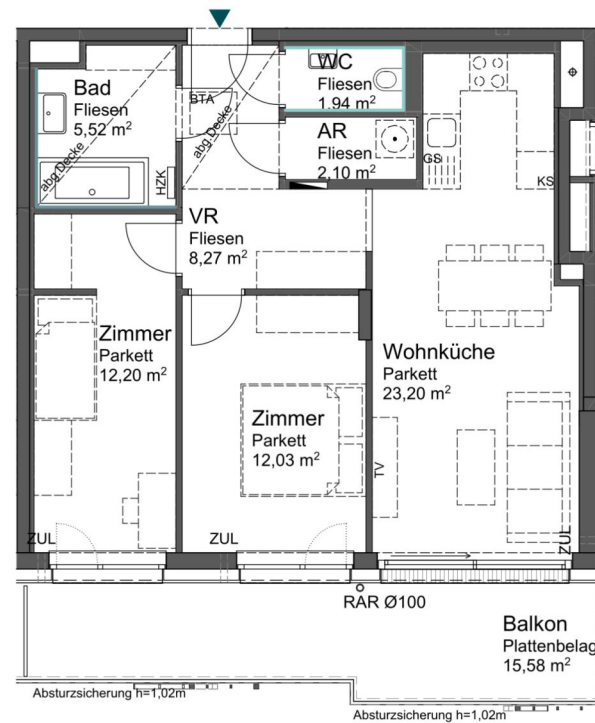 WC
Fliesen
1,94 m²
Bad
Fliesen
5,52 m²
BTA
abg Decke
abg Decke
AR
Fliesen
2,10 m²
GS
HZK
KS
VR
Fliesen
8,27 m²
Zimmer
Parkett
12,20 m²
Wohnküche
Parkett
23,20 m²
Zimmer
Parkett
12,03 m²
TV
ZUL
ZUL
ZUL
RAR Ø100
Balkon
Plattenbelag
15,58 m²
Absturzsicherung h=1,02m
Absturzsicherung h=1,02m